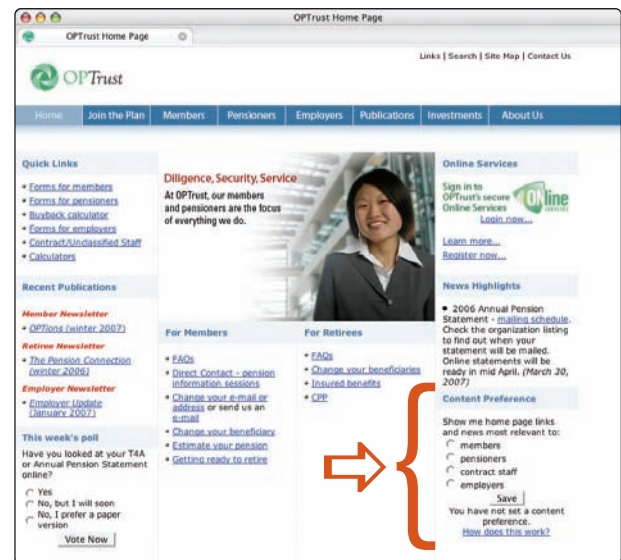 OPTrust Home Page
OPTrust Home Page
Links | Search | Site Map | Contact Us
OPTrust
Home
Join the Plan
Members
Pensioners
Employers
Publications
Investments
About Us
Quick Links
Forms for members
Forms for pensioners
Buyback calculator
Forms for employers
Contract/Unclassified Staff
Calculators
Recent Publications
Member Newsletter
OPTions (winter 2007)
Retiree Newsletter
The Pension Connection
(winter 2006)
Employer Newsletter
Employer Update
(January 2007)
This week's poll
Have you looked at your T4A
or Annual Pension Statement
online?
Yes
No, but I will soon
No, I prefer a paper
version
Vote Now
Diligence, Security, Service
At OPTrust, our members
and pensioners are the focus
of everything we do.
For Members
FAQs
Direct Contact - pension
information sessions
Change your e-mail or
address or send us an
e-mail
Change your beneficiary
Estimate your pension
Getting ready to retire
For Retirees
FAQs
Change your beneficiaries
Insured benefits
CPP
Online Services
Sign in to
OPTrust's secure
Online Services
ONline
Login now...
Learn more...
Register now...
News Highlights
2006 Annual Pension
Statement - mailing schedule.
Check the organization listing
to find out when your
statement will be mailed.
Online statements will be
ready in mid April. (March 30,
2007)
Content Preference
Show me home page links
and news most relevant to:
members
pensioners
contract staff
employers
Save
You have not set a content
preference.
How does this work?